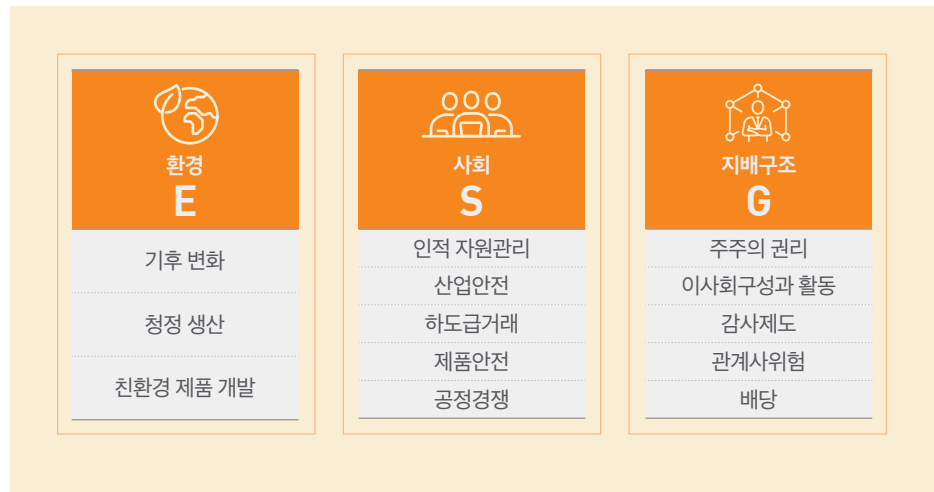 환경
E
기후 변화
청정 생산
친환경 제품 개발
사회
S
인적 자원관리
산업안전
하도급거래
제품안전
공정경쟁
지배구조
G
주주의 권리
이사회구성과 활동
감사제도
관계사위험
배당